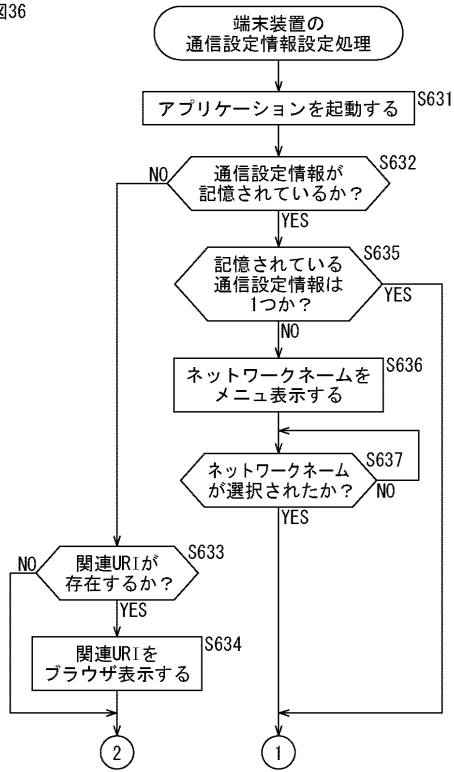 図36
端末装置の
通信設定情報設定処理
アプリケーションを起動する
S631
通信設定情報が
記憶されているか?
S632
NO
YES
記憶されている
通信設定情報は
1つか?
S635
YES
NO
ネットワークネームを
メニュ表示する
S636
ネットワークネーム
が選択されたか?
S637
NO
YES
関連URIが
存在するか?
S633
NO
YES
関連URIを
ブラウザ表示する
S634
2
1